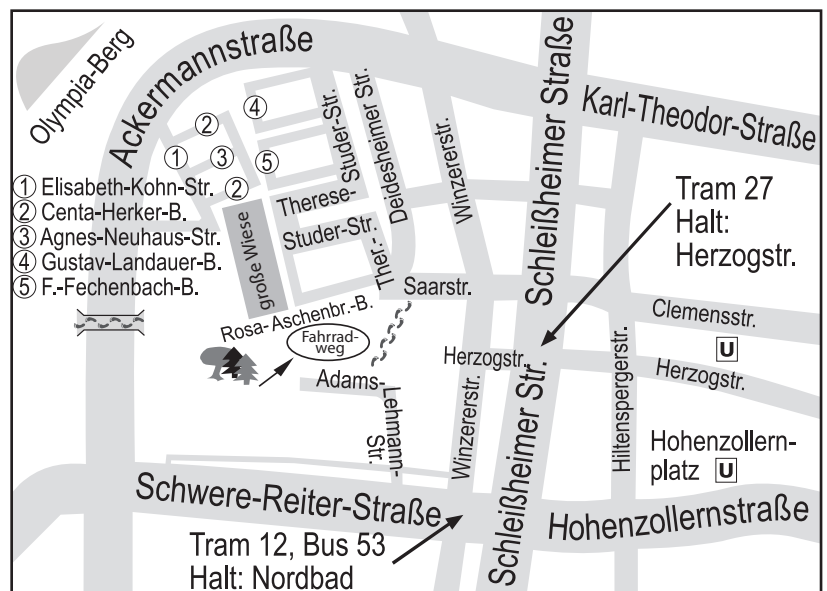 Olympia-Berg
Ackermannstraße
Karl-Theodor-Straße
Schleißheimer Straße
④
②
① ③ ⑤
②
① Elisabeth-Kohn-Str.
② Centa-Herker-B.
③ Agnes-Neuhaus-Str.
④ Gustav-Landauer-B.
⑤ F.-Fechenbach-B.
große Wiese
Therese-
Studer-Str.
Studer-Str.
Ther.-
Deidesheimer Str.
Winzererstr.
Tram 27
Halt:
Herzogstr.
Saarstr.
Clemensstr.
U
Rosa-Aschenbr.-B.
Fahrrad-
weg
Adams-
Lehmann-
Str.
Herzogstr.
Herzogstr.
Winzererstr.
Schleißheimer Str.
Hiltenspergerstr.
Hohenzollern-
platz U
Schwere-Reiter-Straße
Hohenzollernstraße
Tram 12, Bus 53
Halt: Nordbad
Schleißheimer Str.